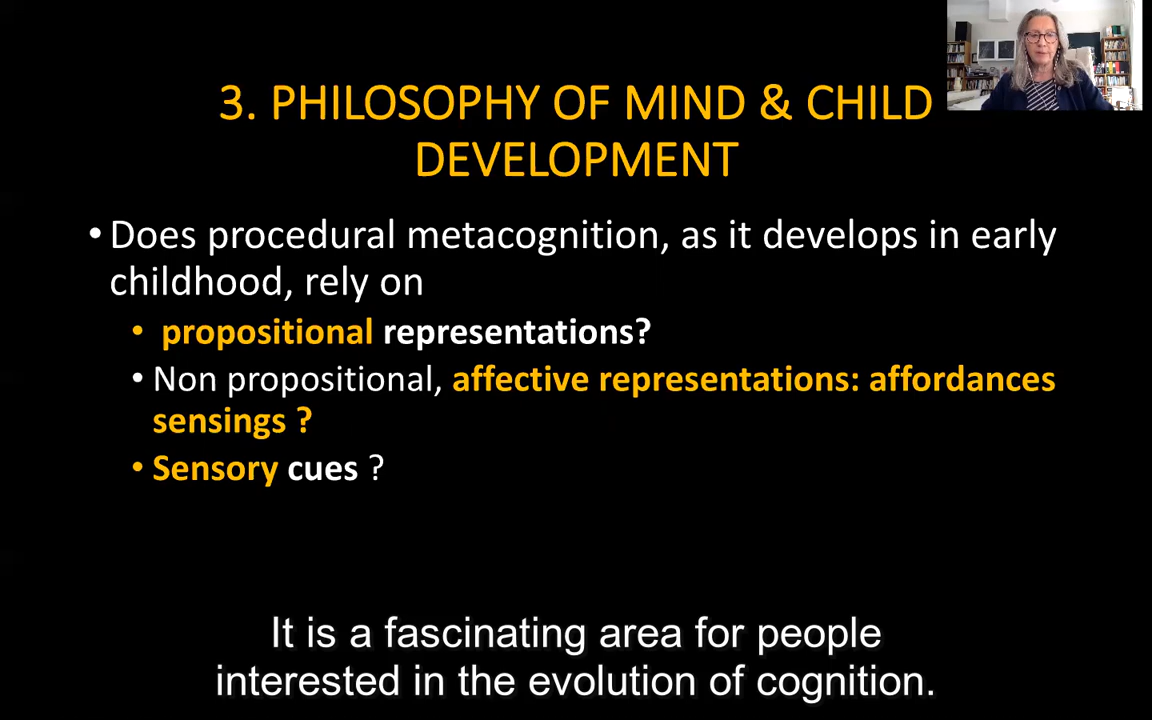 3. PHILOSOPHY OF MIND & CHILD
DEVELOPMENT
• Does procedural metacognition, as it develops in early
childhood, rely on
• propositional representations?
• Non propositional, affective representations: affordances
sensings ?
• Sensory cues ?
It is a fascinating area for people
interested in the evolution of cognition.